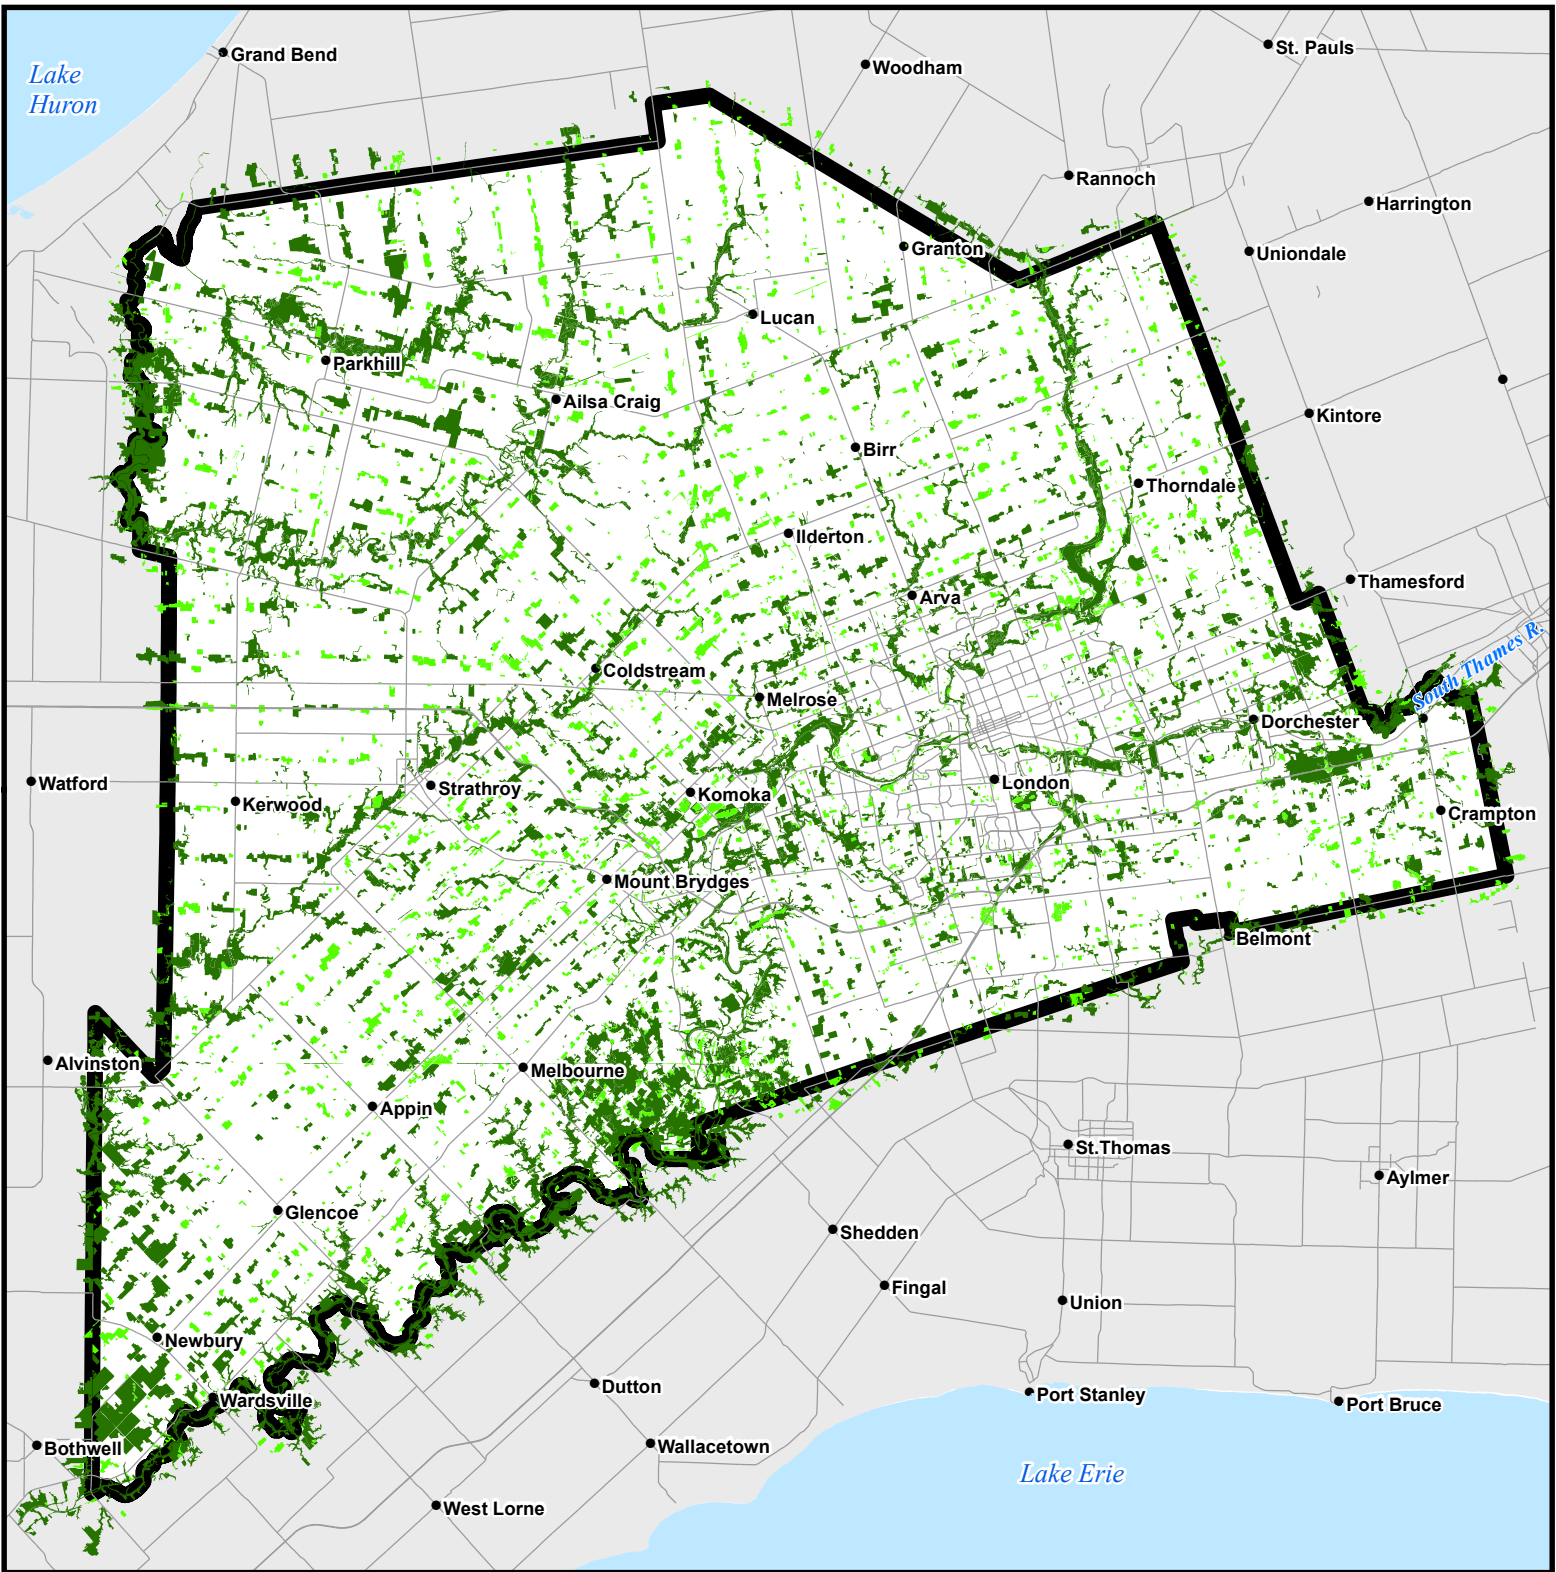 Grand Bend
St. Pauls
Woodham
Lake
Huron
Rannoch
Harrington
Granton
Uniondale
Lucan
Parkhill
Ailsa Craig
Kintore
Birr
Thorndale
Ilderton
Thamesford
Arva
South Thames R.
Coldstream
Melrose
Dorchester
Watford
Strathroy
London
Komoka
Kerwood
Crampton
Mount Brydges
Belmont
Alvinston
Melbourne
Appin
St.Thomas
Aylmer
Glencoe
Shedden
Fingal
Union
Newbury
Dutton
Port Stanley
Wardsville
Port Bruce
Bothwell
Wallacetown
Lake Erie
West Lorne